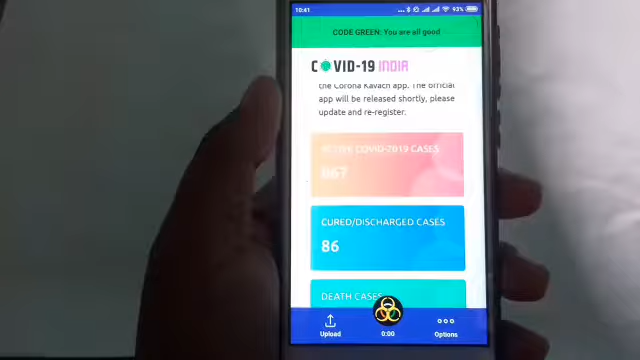 10:41 93%
CODE GREEN: You are all good
COVID-19 INDIA
the Corona Kavach app. The official
app will be released shortly, please
update and re-register.
ACTIVE COVID-2019 CASES
867
CURED/DISCHARGED CASES
86
DEATH CASES
Upload 0:00 Options